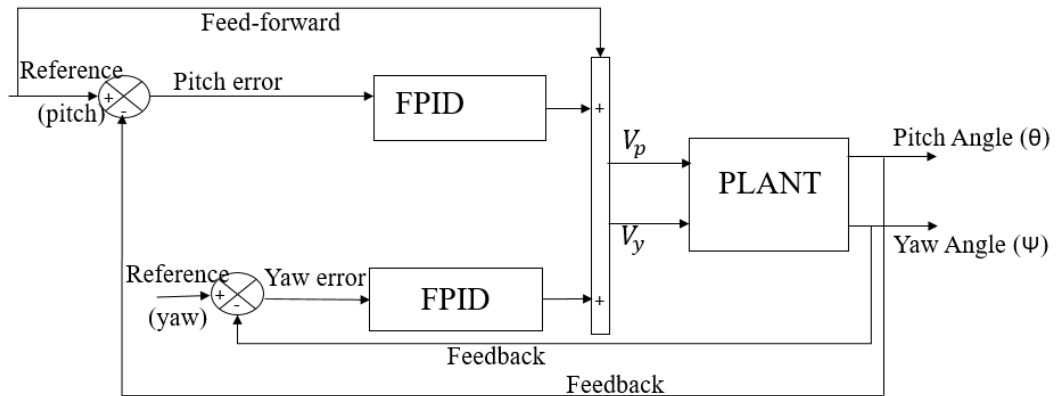 Feed-forward
Reference
(pitch)
+
-
Pitch error
FPID
+
V_p
V_y
PLANT
Pitch Angle (θ)
Yaw Angle (Ψ)
Reference
(yaw)
+
-
Yaw error
FPID
+
Feedback
Feedback